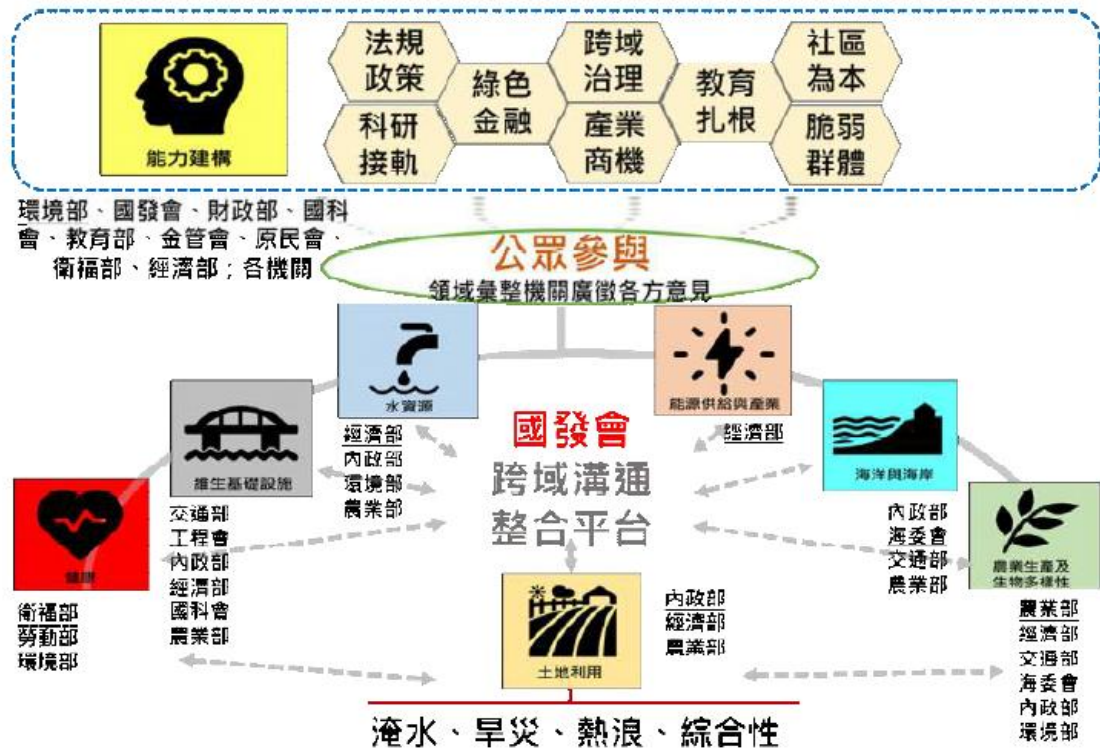 能力建構
法規
政策
綠色
金融
跨域
治理
教育
扎根
社區
為本
科研
接軌
產業
商機
脆弱
群體
環境部、國發會、財政部、國科
會、教育部、金管會、原民會、
衛福部、經濟部；各機關
公眾參與
領域彙整機關廣徵各方意見
水資源
經濟部
內政部
環境部
農業部
能源供給與產業
經濟部
維生基礎設施
交通部
工程會
內政部
經濟部
國科會
農業部
國發會
跨域溝通
整合平台
海洋與海岸
內政部
海委會
交通部
農業部
健康
衛福部
勞動部
環境部
農業生產及
生物多樣性
農業部
經濟部
交通部
海委會
內政部
環境部
土地利用
內政部
經濟部
農業部
淹水、旱災、熱浪、綜合性